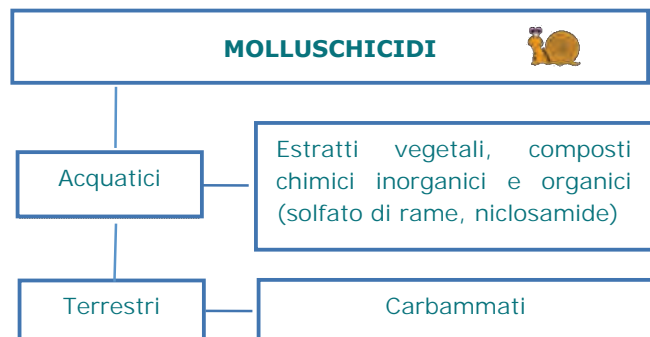 MOLLUSCHICIDI
Acquatici
Estratti vegetali, composti
chimici inorganici e organici
(solfato di rame, niclosamide)
Terrestri
Carbammati